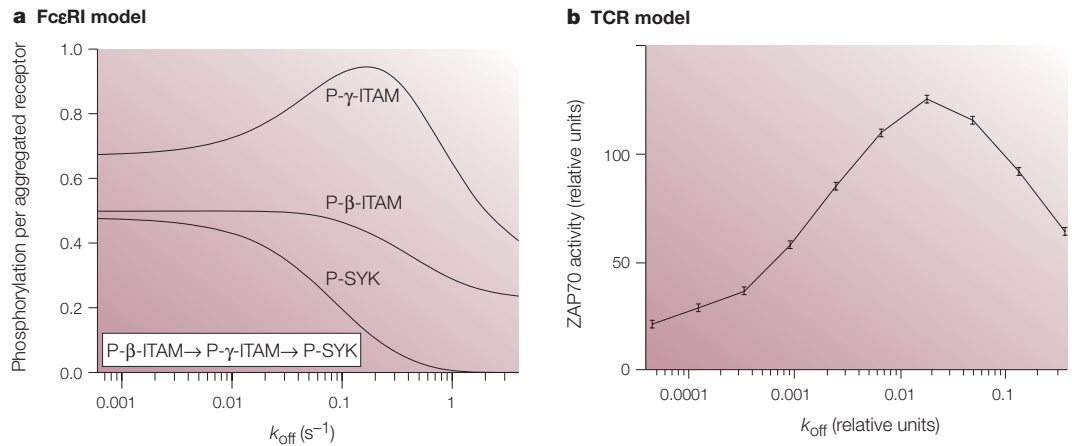 a FcεRI model
Phosphorylation per aggregated receptor
1.0
0.8
0.6
0.4
0.2
0.0
P-γ-ITAM
P-β-ITAM
P-SYK
P-β-ITAM→ P-γ-ITAM→ P-SYK
0.001 0.01 0.1 1
koff (s–1)
b TCR model
ZAP70 activity (relative units)
100
50
0
0.0001 0.001 0.01 0.1
koff (relative units)